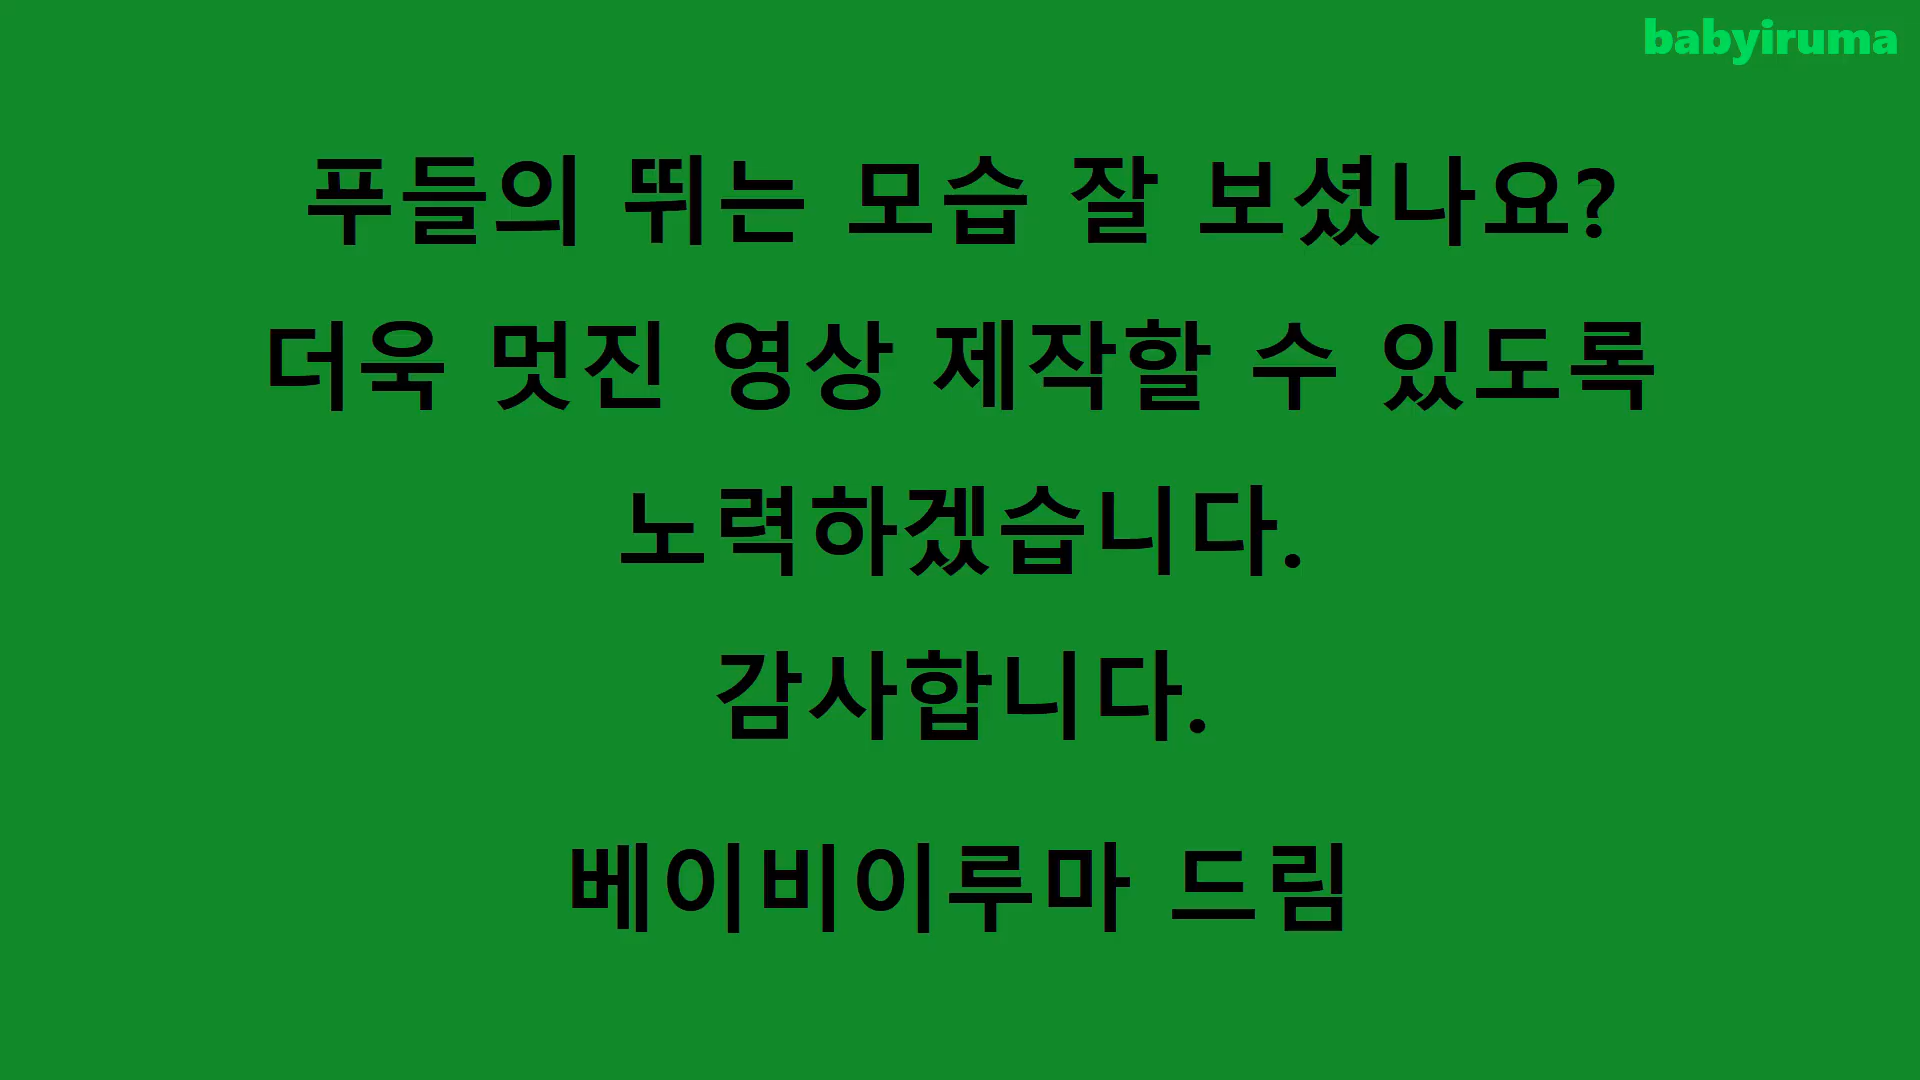 babyiruma
푸들의 뛰는 모습 잘 보셨나요?
더욱 멋진 영상 제작할 수 있도록
노력하겠습니다.
감사합니다.
베이비이루마 드림